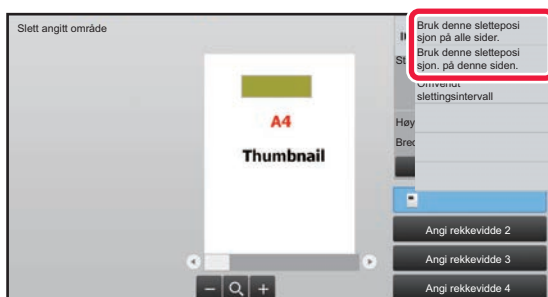 Slett angitt område
Bruk denne sletteposi
sjon på alle sider.
Bruk denne sletteposi
sjon. på denne siden.
Omvendt
slettingsintervall
St
Høy
Bred
A4
Thumbnail
Angi rekkevidde 2
Angi rekkevidde 3
Angi rekkevidde 4